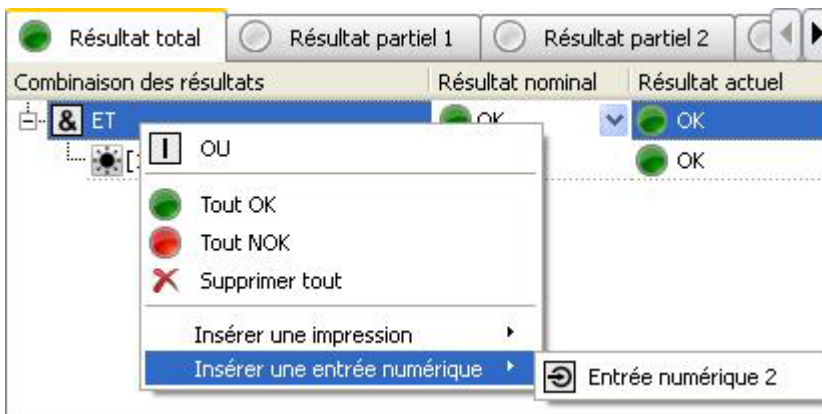 Résultat total Résultat partiel 1 Résultat partiel 2
Combinaison des résultats Résultat nominal Résultat actuel
& ET OK OK
[ OK
OU
Tout OK
Tout NOK
Supprimer tout
Insérer une impression
Insérer une entrée numérique Entrée numérique 2